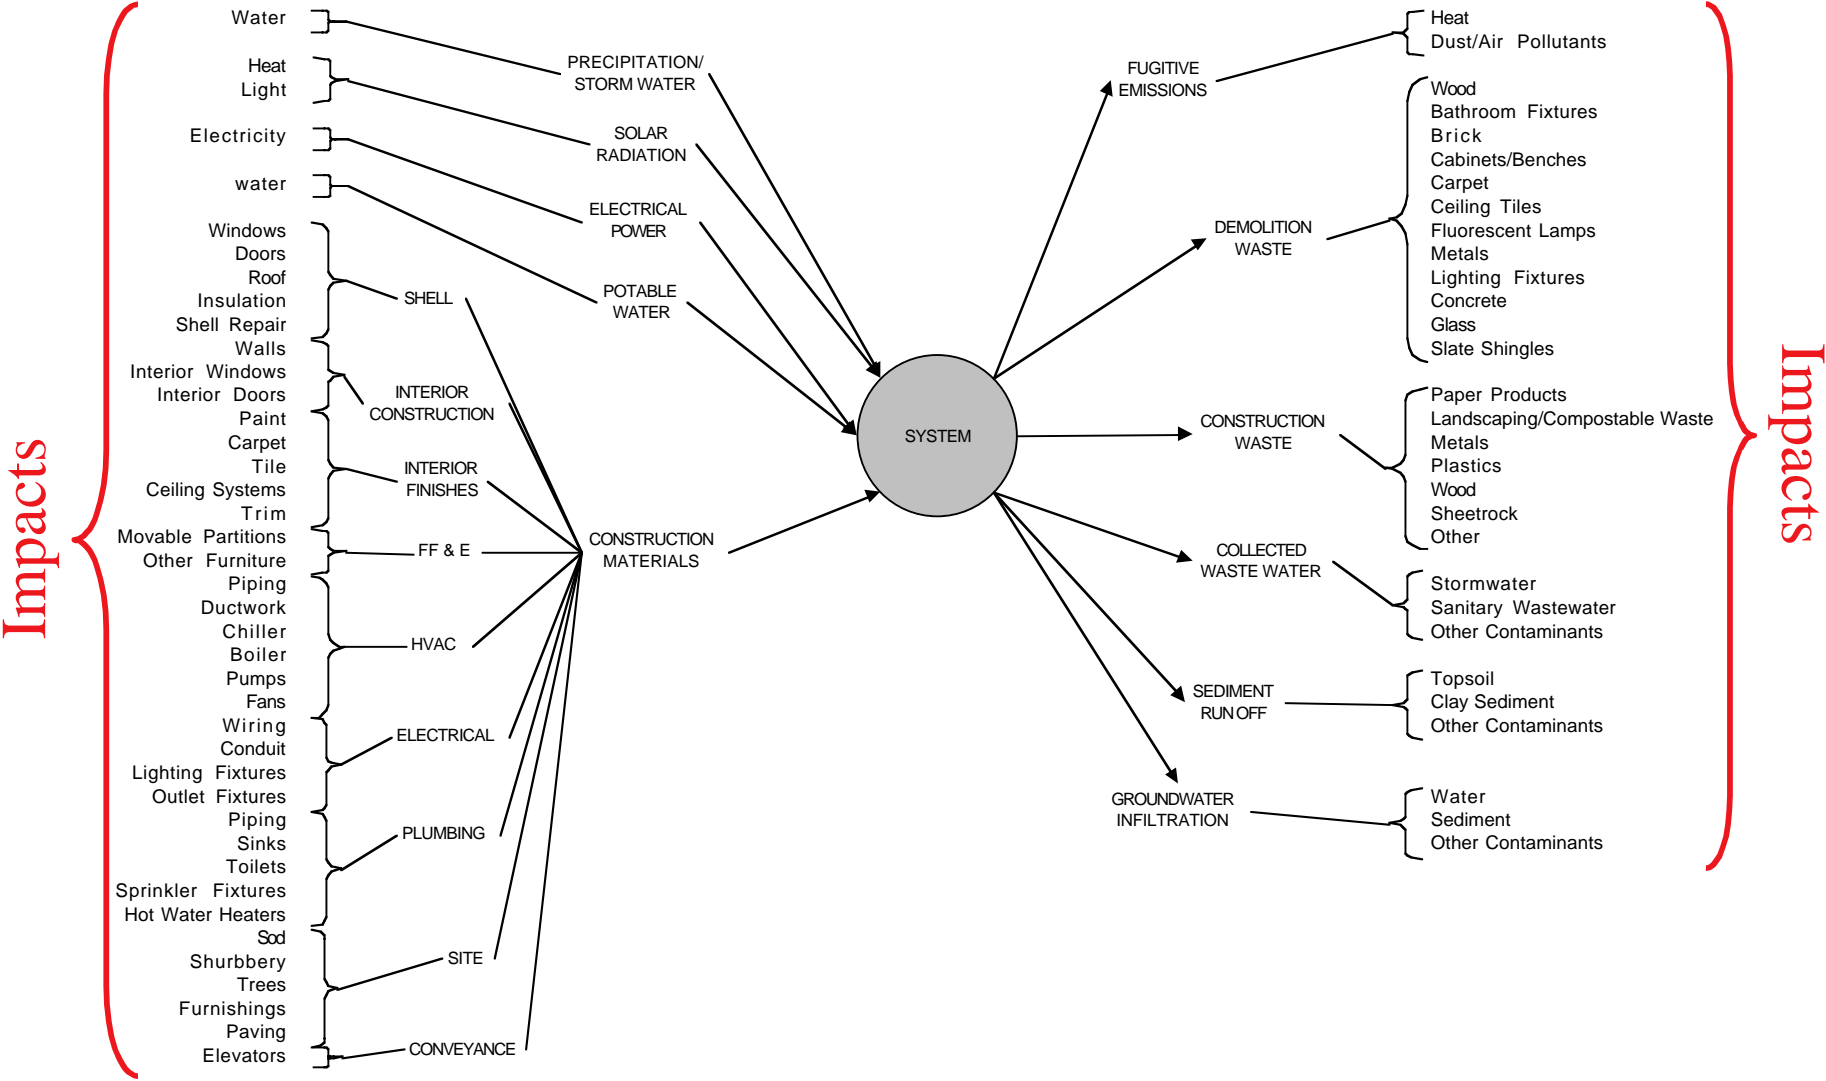 Impacts
Water
Heat
Light
Electricity
water
Windows
Doors
Roof
Insulation
Shell Repair
Walls
Interior Windows
Interior Doors
Paint
Carpet
Tile
Ceiling Systems
Trim
Movable Partitions
Other Furniture
Piping
Ductwork
Chiller
Boiler
Pumps
Fans
Wiring
Conduit
Lighting Fixtures
Outlet Fixtures
Piping
Sinks
Toilets
Sprinkler Fixtures
Hot Water Heaters
Sod
Shurbbery
Trees
Furnishings
Paving
Elevators
SHELL
INTERIOR
CONSTRUCTION
INTERIOR
FINISHES
FF & E
HVAC
ELECTRICAL
PLUMBING
SITE
CONVEYANCE
PRECIPITATION/
STORM WATER
SOLAR
RADIATION
ELECTRICAL
POWER
POTABLE
WATER
CONSTRUCTION
MATERIALS
SYSTEM
FUGITIVE
EMISSIONS
DEMOLITION
WASTE
CONSTRUCTION
WASTE
COLLECTED
WASTE WATER
SEDIMENT
RUN OFF
GROUNDWATER
INFILTRATION
Heat
Dust/Air Pollutants
Wood
Bathroom Fixtures
Brick
Cabinets/Benches
Carpet
Ceiling Tiles
Fluorescent Lamps
Metals
Lighting Fixtures
Concrete
Glass
Slate Shingles
Paper Products
Landscaping/Compostable Waste
Metals
Plastics
Wood
Sheetrock
Other
Stormwater
Sanitary Wastewater
Other Contaminants
Topsoil
Clay Sediment
Other Contaminants
Water
Sediment
Other Contaminants
Impacts